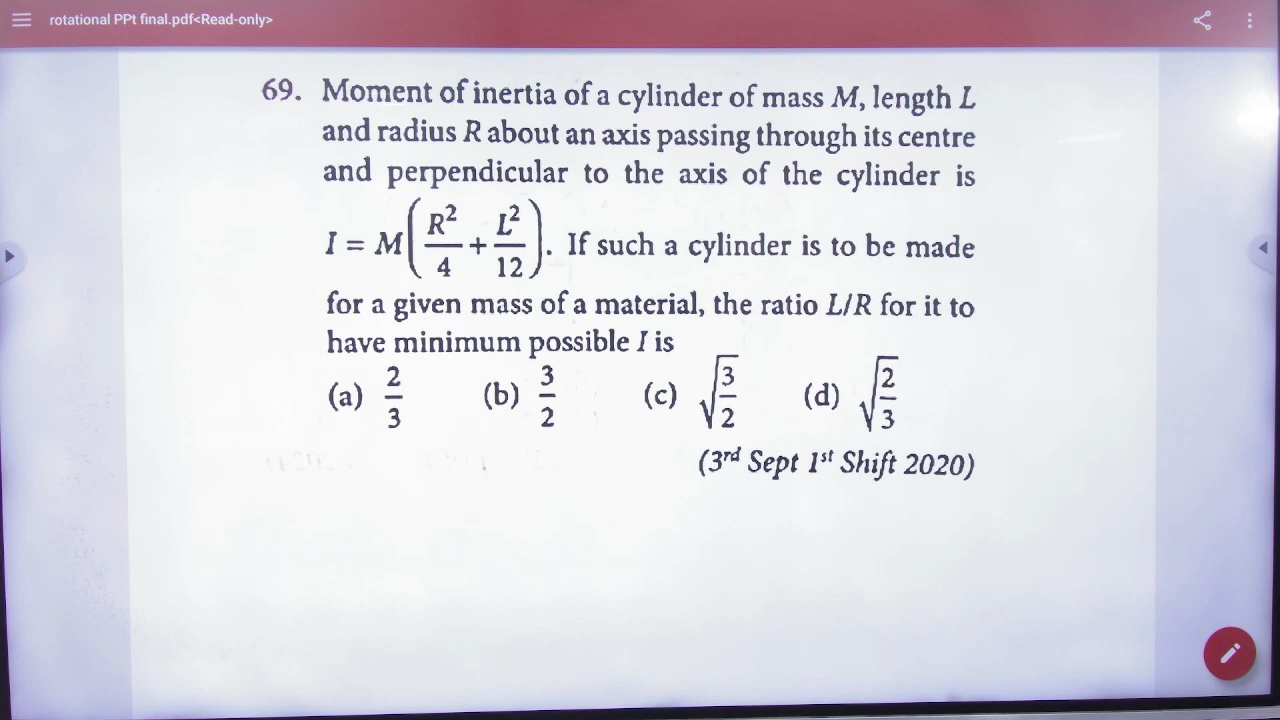 rotational PPt final.pdf<Read-only>
69. Moment of inertia of a cylinder of mass M, length L
and radius R about an axis passing through its centre
and perpendicular to the axis of the cylinder is
I = M(R²/4 + L²/12). If such a cylinder is to be made
for a given mass of a material, the ratio L/R for it to
have minimum possible I is
(a) 2/3 (b) 3/2 (c) √(3/2) (d) √(2/3)
(3rd Sept 1st Shift 2020)